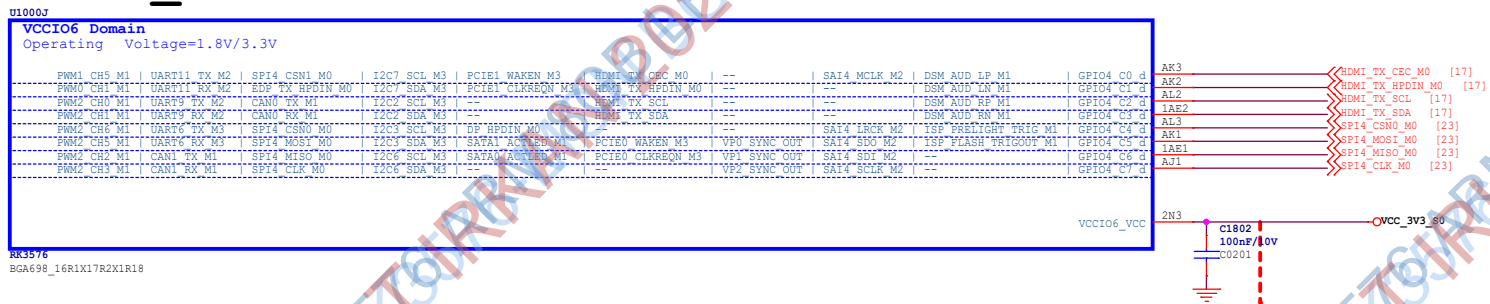 U1000J
VCCIO6 Domain
Operating Voltage=1.8V/3.3V
PWM1_CH5_M1 | UART11_TX_M2 | SPI4_CSN1_M0 | I2C7_SCL_M3 | PCIE1_WAKEN_M3 | HDMI_TX_CEC_M0 | -- | SAI4_MCLK_M2 | DSM_AUD_LP_M1 | GPIO4_C0_d AK3 HDMI_TX_CEC_M0 [17]
PWM0_CH1_M1 | UART11_RX_M2 | EDP_TX_HPDIN_M0 | I2C7_SDA_M3 | PCIE1_CLKREQN_M3 | HDMI_TX_HPDIN_M0 | -- | -- | DSM_AUD_LN_M1 | GPIO4_C1_d AK2 HDMI_TX_HPDIN_M0 [17]
PWM2_CH0_M1 | UART9_TX_M2 | CAN0_TX_M1 | I2C2_SCL_M3 | -- | HDMI_TX_SCL | -- | -- | DSM_AUD_RP_M1 | GPIO4_C2_d AL2 HDMI_TX_SCL [17]
PWM2_CH1_M1 | UART9_RX_M2 | CAN0_RX_M1 | I2C2_SDA_M3 | -- | HDMI_TX_SDA | -- | -- | DSM_AUD_RN_M1 | GPIO4_C3_d 1AE2 HDMI_TX_SDA [17]
PWM2_CH6_M1 | UART6_TX_M3 | SPI4_CSN0_M0 | I2C3_SCL_M3 | DP_HPDIN_M0 | -- | -- | SAI4_LRCK_M2 | ISP_PRELIGHT_TRIG_M1 | GPIO4_C4_d AL3 SPI4_CSN0_M0 [23]
PWM2_CH5_M1 | UART6_RX_M3 | SPI4_MOSI_M0 | I2C3_SDA_M3 | SATA1_ACTLED_M1 | PCIE0_WAKEN_M3 | VP0_SYNC_OUT | SAI4_SDO_M2 | ISP_FLASH_TRIGOUT_M1 | GPIO4_C5_d AK1 SPI4_MOSI_M0 [23]
PWM2_CH2_M1 | CAN1_TX_M1 | SPI4_MISO_M0 | I2C6_SCL_M3 | SATA0_ACTLED_M1 | PCIE0_CLKREQN_M3 | VP1_SYNC_OUT | SAI4_SDI_M2 | -- | GPIO4_C6_d 1AE1 SPI4_MISO_M0 [23]
PWM2_CH3_M1 | CAN1_RX_M1 | SPI4_CLK_M0 | I2C6_SDA_M3 | -- | -- | VP2_SYNC_OUT | SAI4_SCLK_M2 | -- | GPIO4_C7_d AJ1 SPI4_CLK_M0 [23]
VCCIO6_VCC 2N3 VCC_3V3_S0
C1802
100nF/10V
C0201
RK3576
BGA698_16R1X17R2X1R18